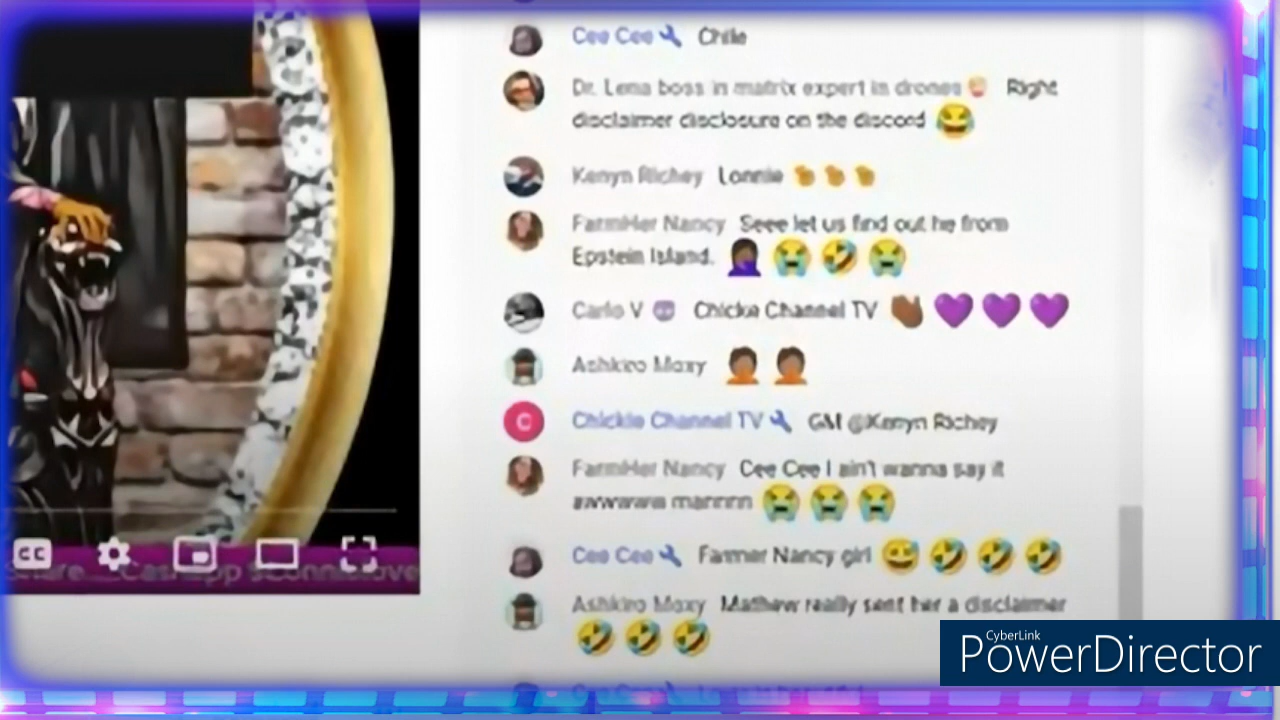 Cee Cee Chile
Dr. Lena boss in matrix expert in drones Right
disclaimer disclosure on the discord 😂
Kenyn Richey Lonnie
FarmHer Nancy Seee let us find out he from
Epstein Island. 🤦🏾‍♀️😭🤣😭
Carlo V Chicke Channel TV 👋🏾💜💜💜
Ashkiro Moxy 🤦🏾🤦🏾
C Chickie Channel TV GM @Kenyn Richey
FarmHer Nancy Cee Cee I ain't wanna say it
awwwww mannnn 😭😭😭
Cee Cee Farmer Nancy girl 😅🤣🤣🤣
Ashkiro Moxy Mathew really sent her a disclaimer
🤣🤣🤣
CC
CyberLink
PowerDirector